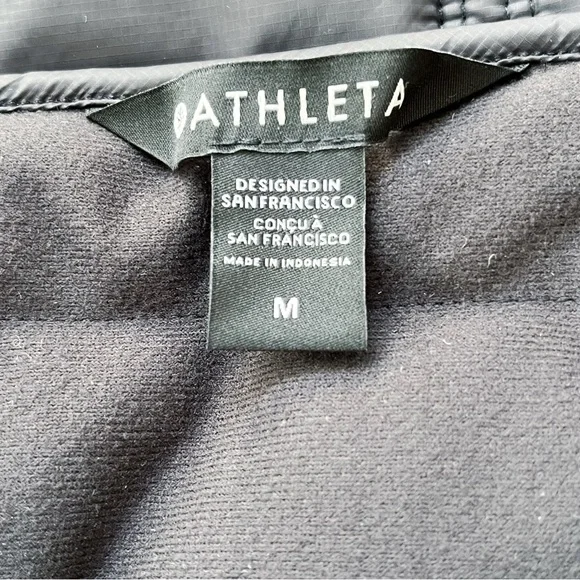 ATHLETA
DESIGNED IN
SAN FRANCISCO
CONÇU À
SAN FRANCISCO
MADE IN INDONESIA
M